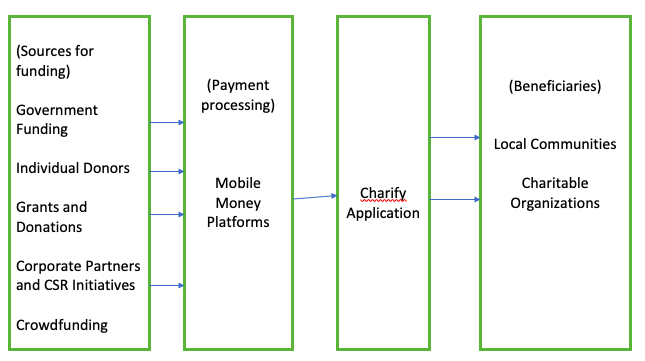 (Sources for
funding)
Government
Funding
Individual Donors
Grants and
Donations
Corporate Partners
and CSR Initiatives
Crowdfunding
(Payment
processing)
Mobile
Money
Platforms
Charify
Application
(Beneficiaries)
Local Communities
Charitable
Organizations